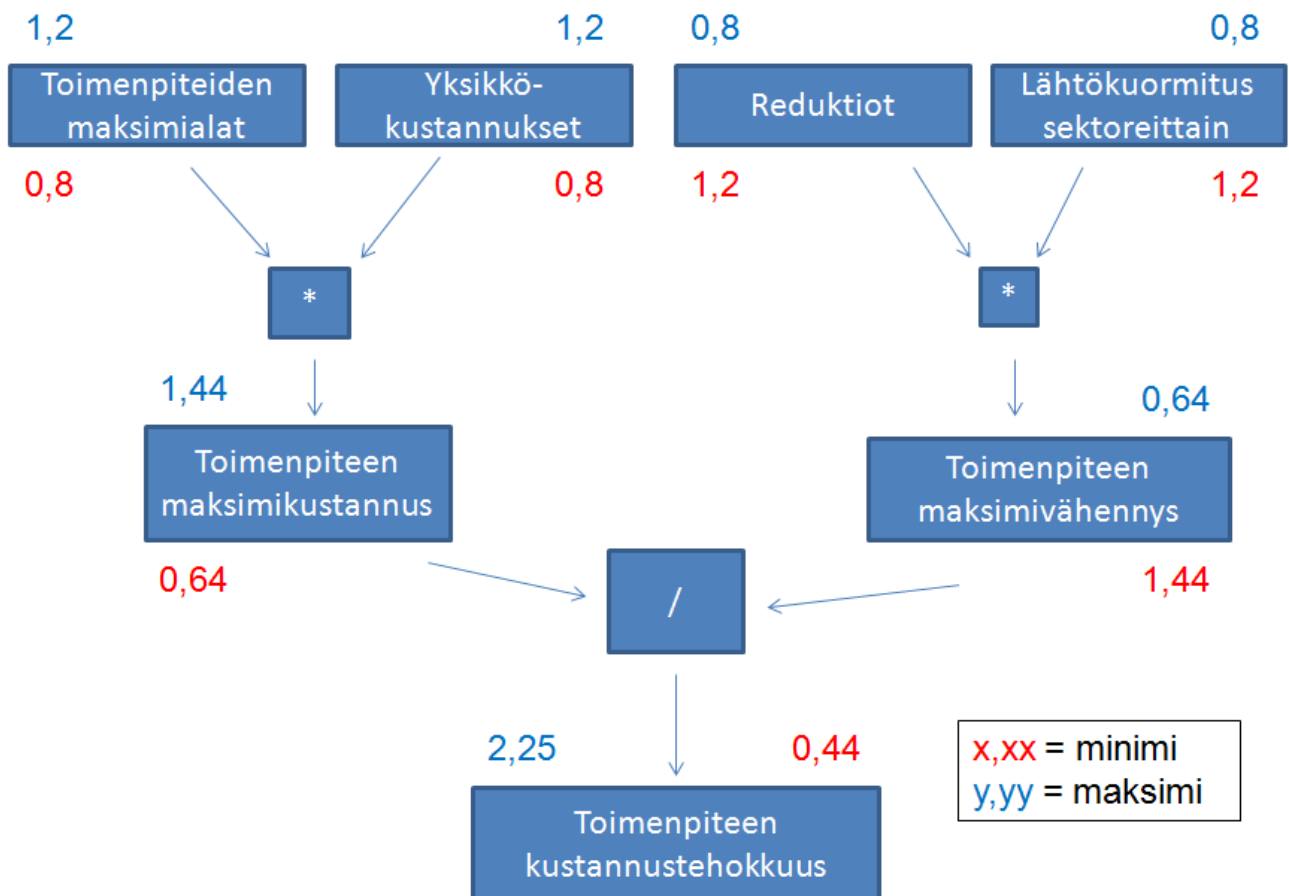 1,2
1,2
0,8
0,8
Toimenpiteiden
maksimialat
Yksikkö-
kustannukset
Reduktiot
Lähtökuormitus
sektoreittain
0,8
0,8
1,2
1,2
*
*
1,44
0,64
Toimenpiteen
maksimikustannus
Toimenpiteen
maksimivähennys
0,64
1,44
/
2,25
0,44
x,xx = minimi
y,yy = maksimi
Toimenpiteen
kustannustehokkuus